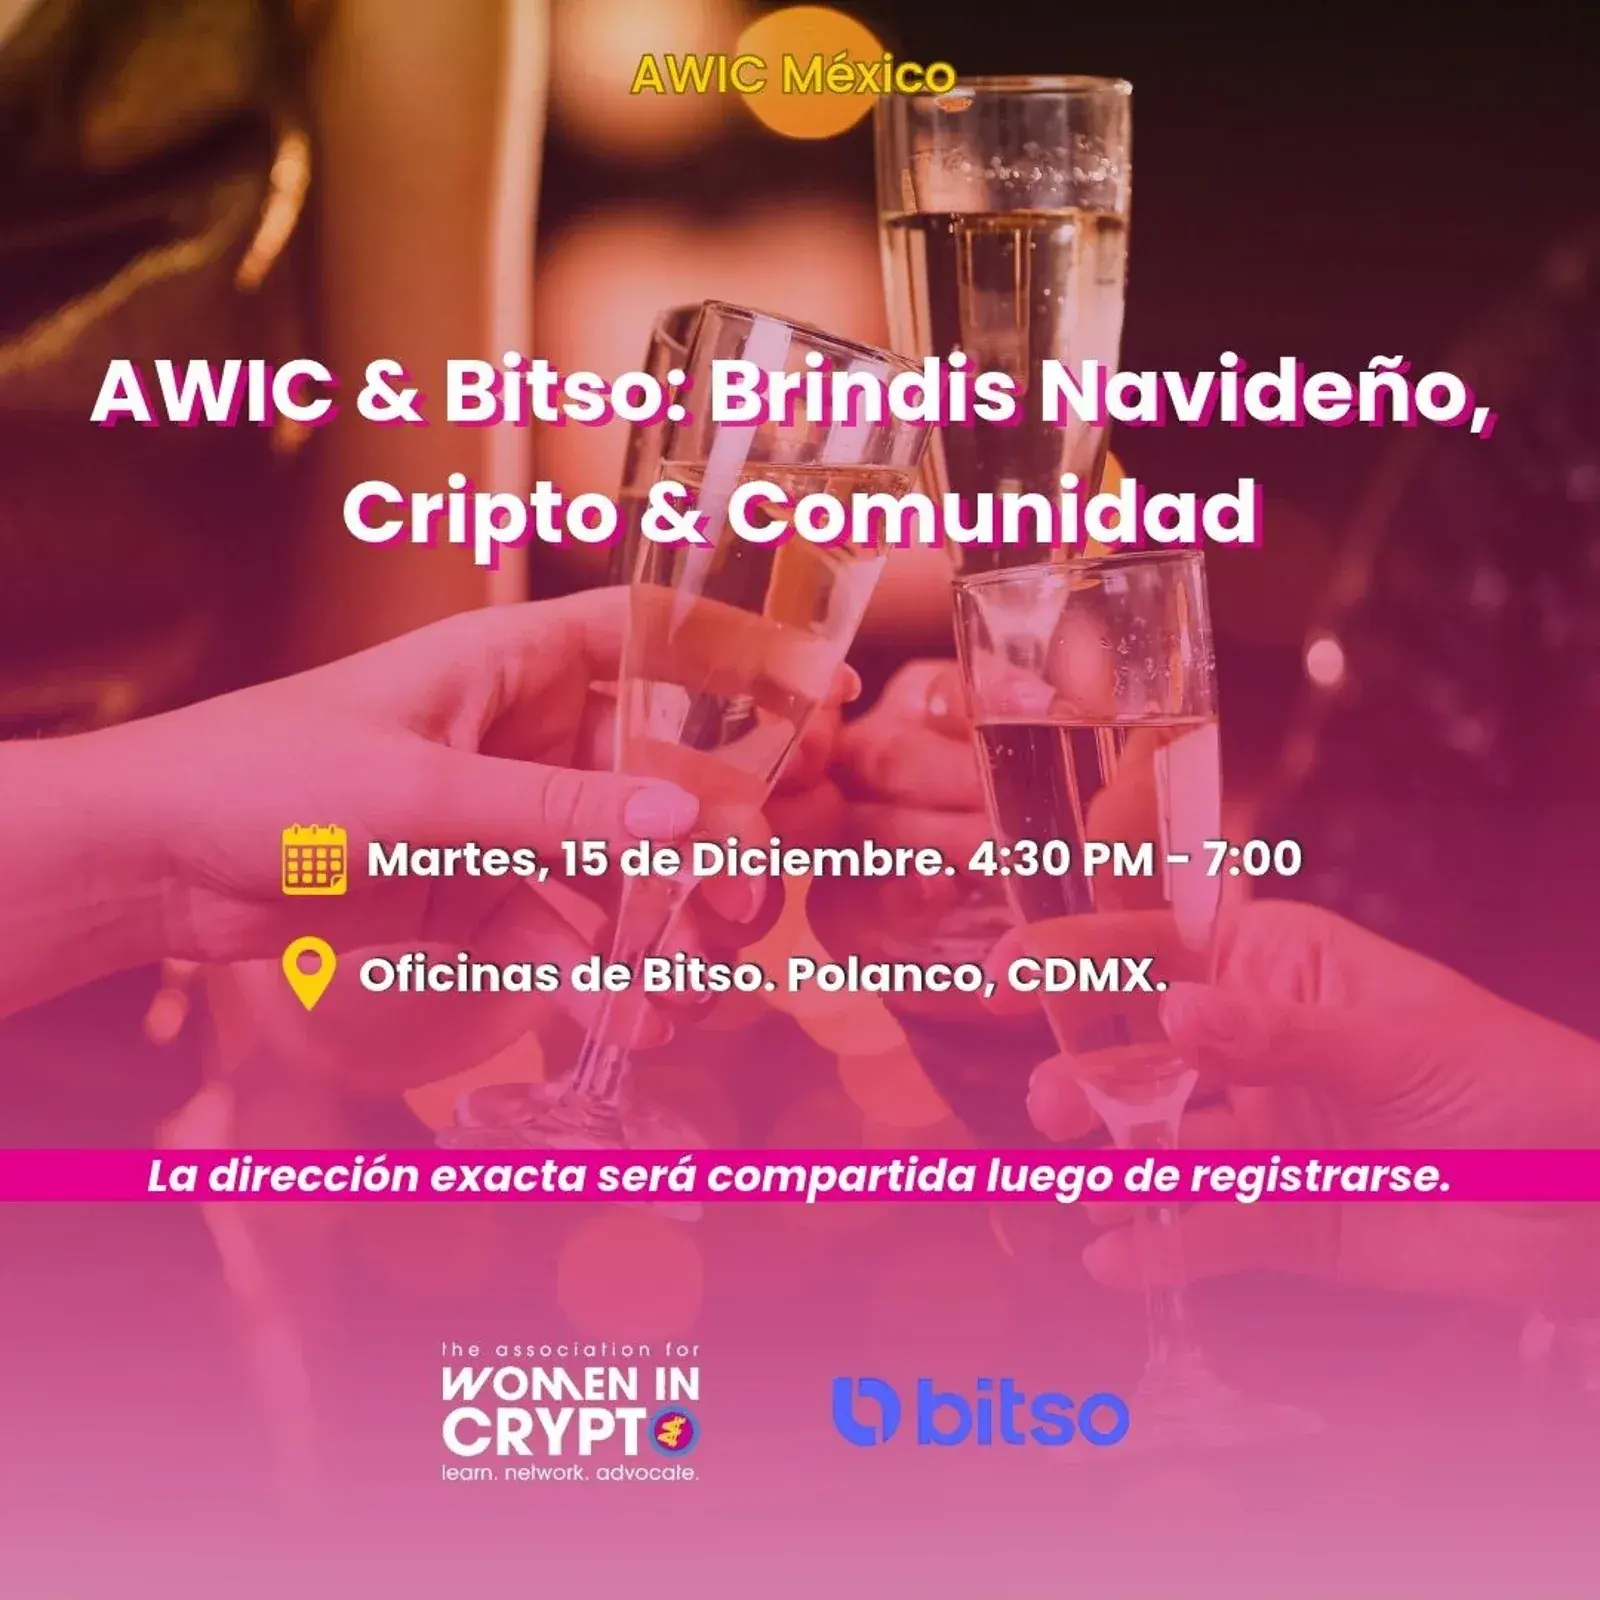 AWIC México
AWIC & Bitso: Brindis Navideño,
Cripto & Comunidad
Martes, 15 de Diciembre. 4:30 PM - 7:00
Oficinas de Bitso. Polanco, CDMX.
La dirección exacta será compartida luego de registrarse.
the association for
WOMEN IN
CRYPTO
learn. network. advocate.
bitso